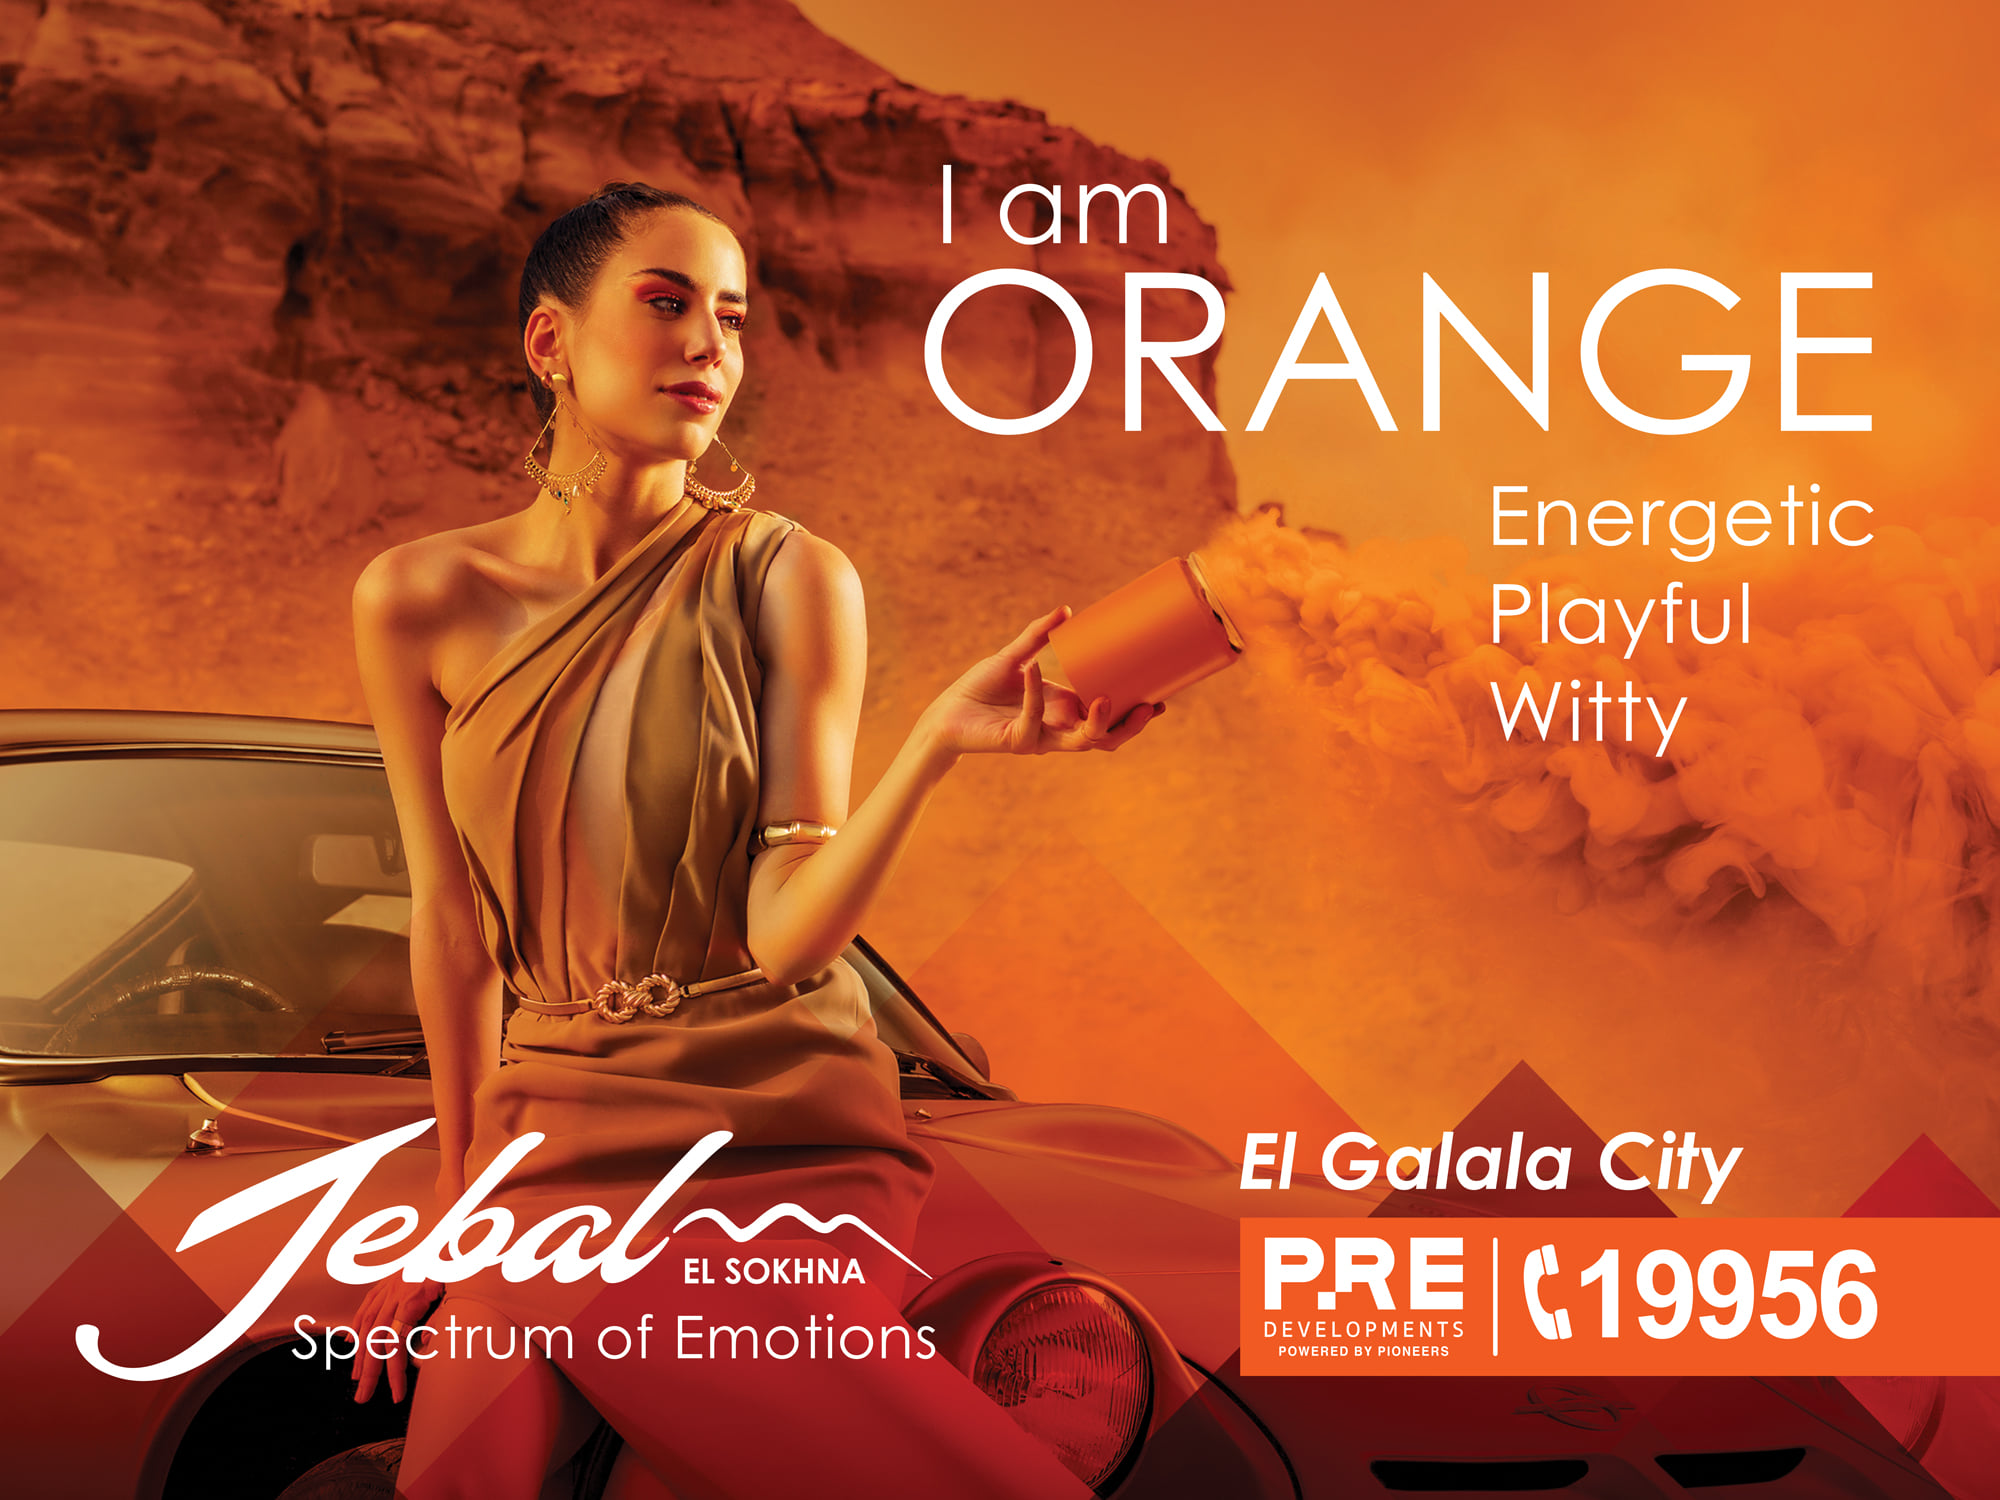 I am
ORANGE
Energetic
Playful
Witty
Jebal
EL SOKHNA
Spectrum of Emotions
El Galala City
PRE
DEVELOPMENTS
POWERED BY PIONEERS
19956